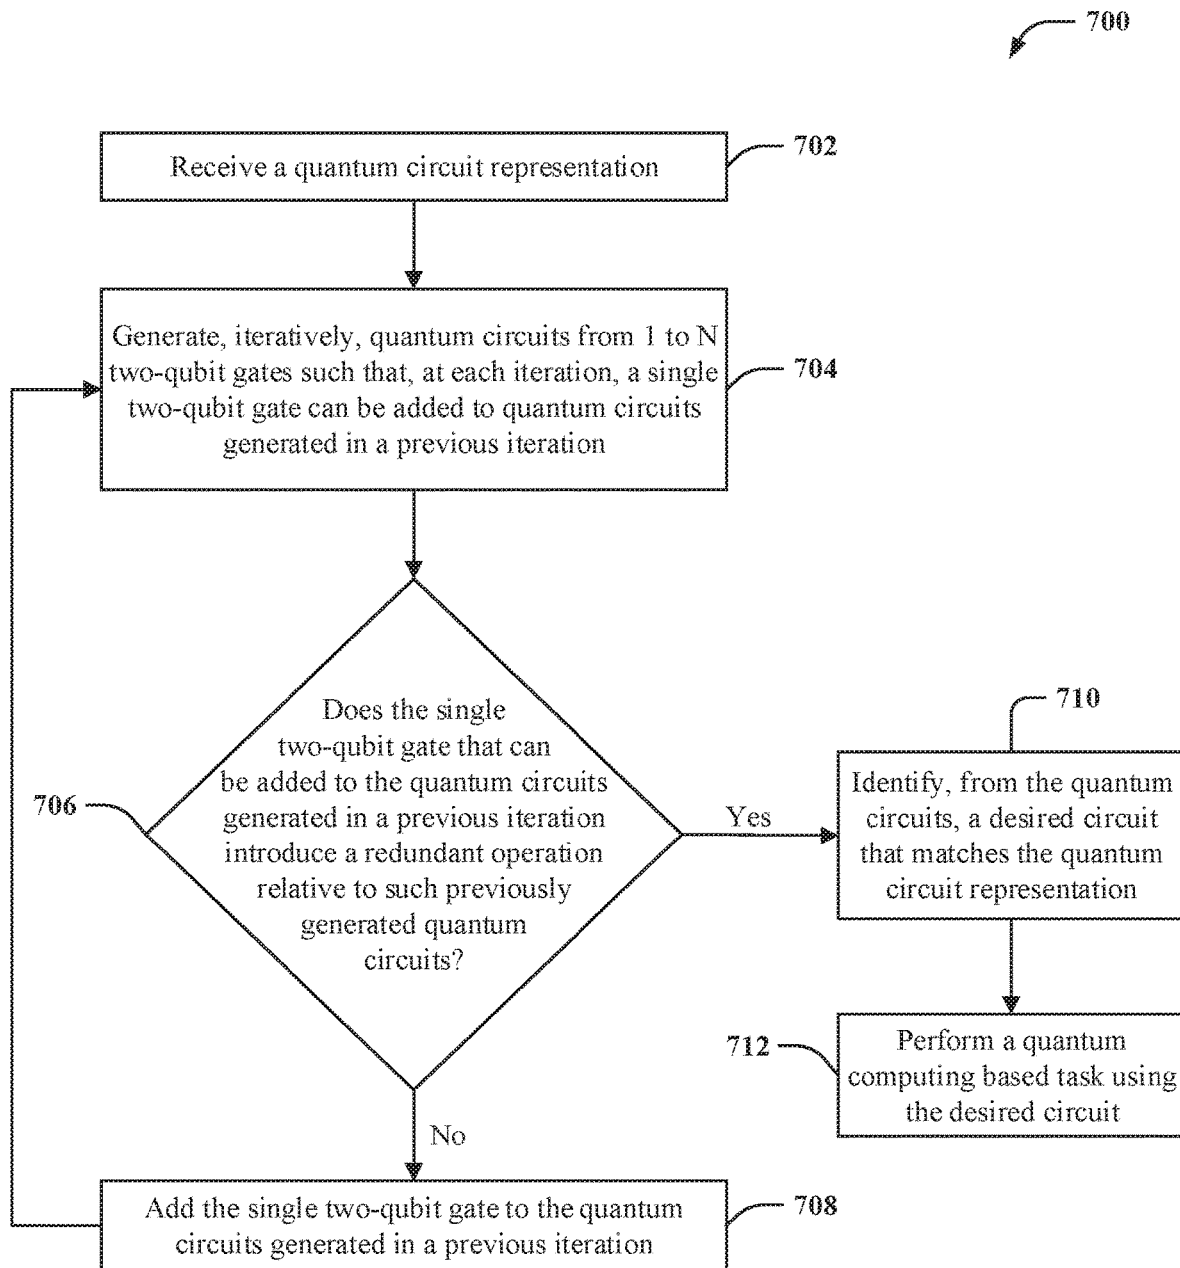 700
Receive a quantum circuit representation
702
Generate, iteratively, quantum circuits from 1 to N
two-qubit gates such that, at each iteration, a single
two-qubit gate can be added to quantum circuits
generated in a previous iteration
704
Does the single
two-qubit gate that can
be added to the quantum circuits
generated in a previous iteration
introduce a redundant operation
relative to such previously
generated quantum
circuits?
706
Yes
710
Identify, from the quantum
circuits, a desired circuit
that matches the quantum
circuit representation
712
Perform a quantum
computing based task using
the desired circuit
No
Add the single two-qubit gate to the quantum
circuits generated in a previous iteration
708